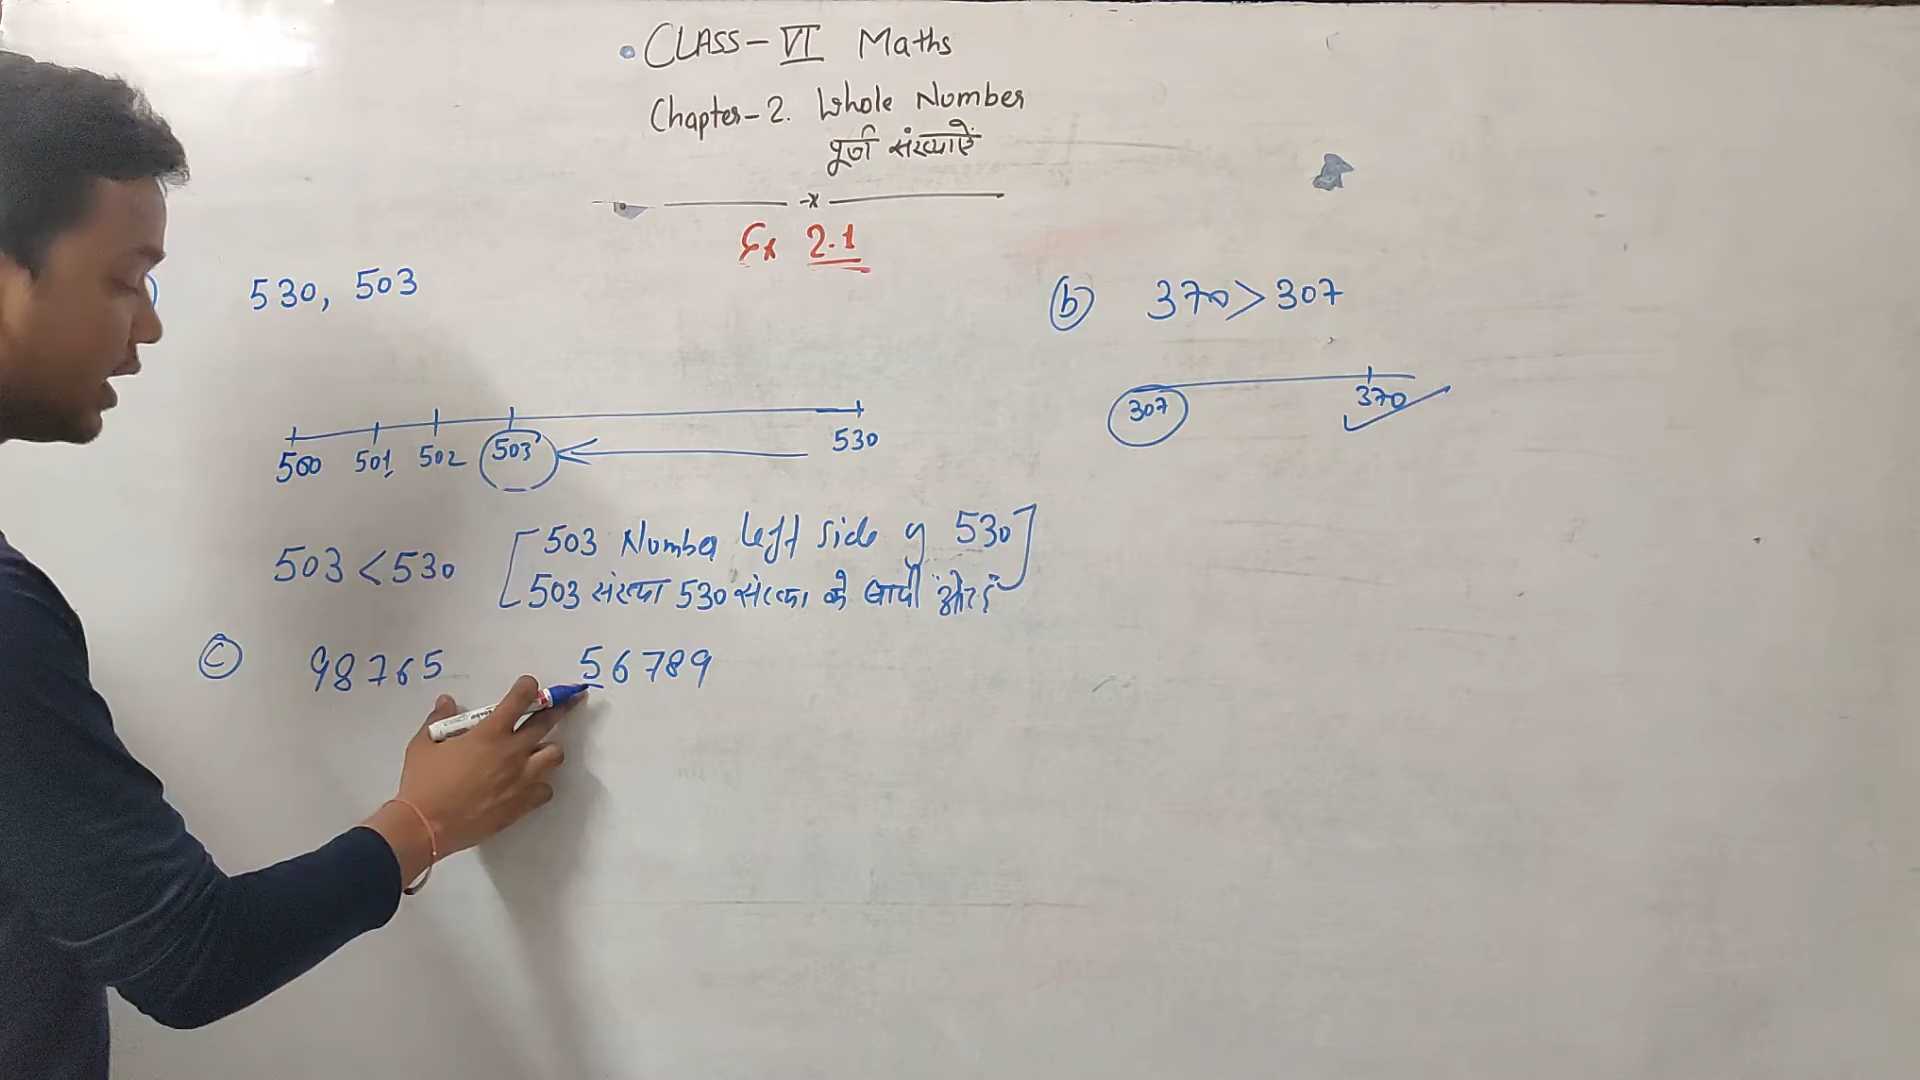 CLASS-VI Maths
Chapter-2. Whole Number
पूर्ण संख्याऐं
Ex 2.1
530, 503
500 501 502 503 530
503<530
[503 Number left side of 530]
503 संख्या 530 संख्या के बायी ओर है
(b) 370>307
307 370
(c) 98765 56789